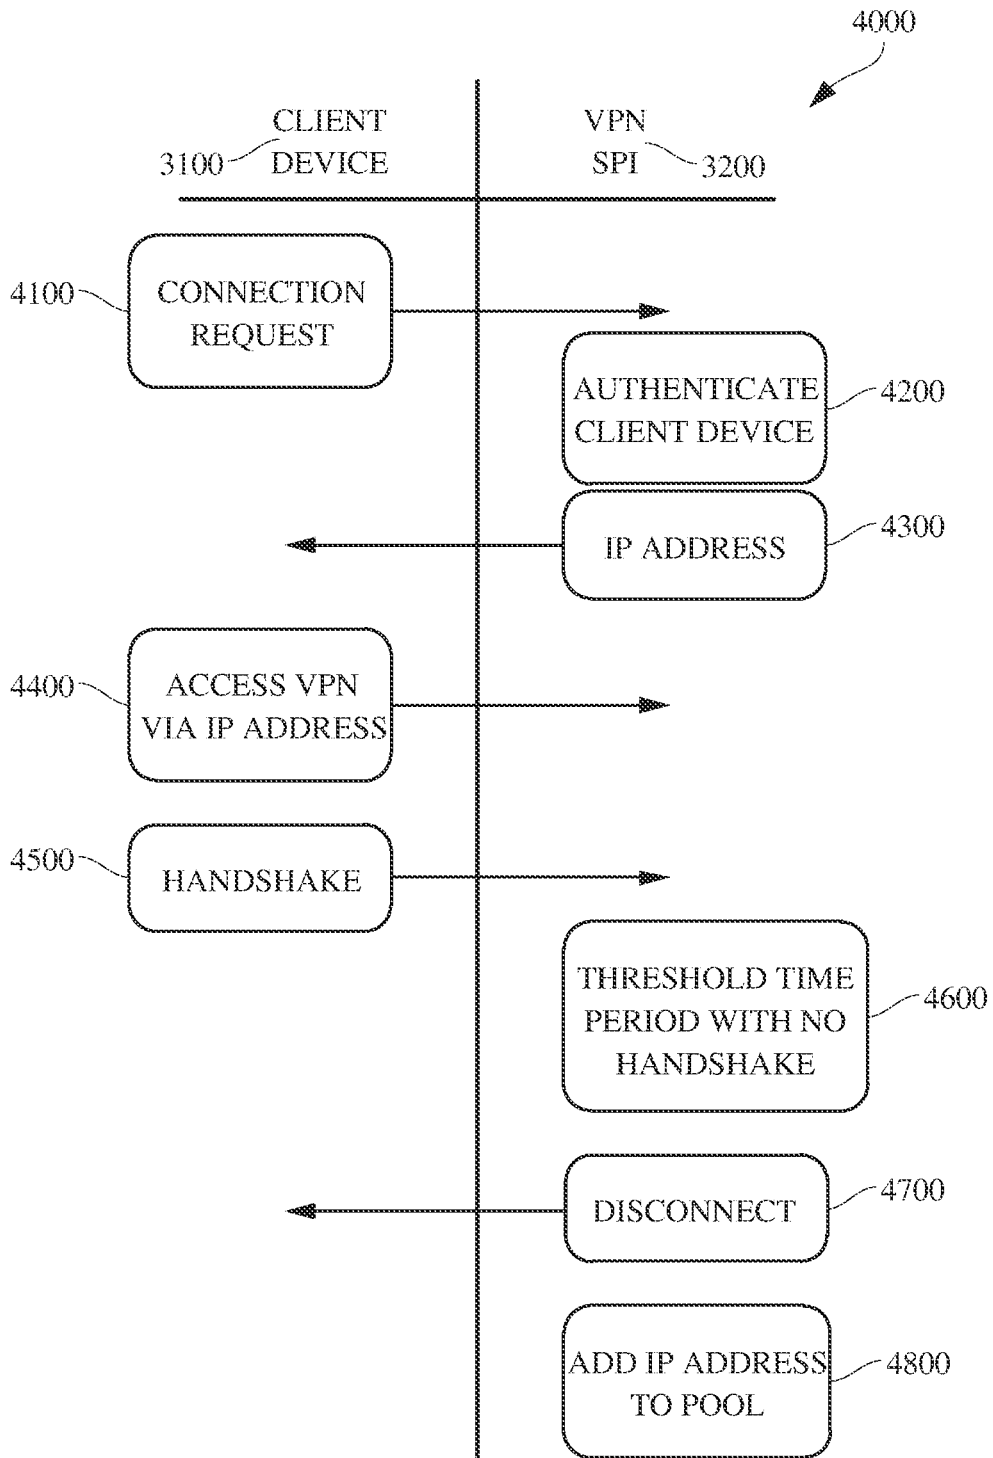 4000
CLIENT
DEVICE
3100
VPN
SPI
3200
4100
CONNECTION
REQUEST
AUTHENTICATE
CLIENT DEVICE
4200
IP ADDRESS
4300
4400
ACCESS VPN
VIA IP ADDRESS
4500
HANDSHAKE
THRESHOLD TIME
PERIOD WITH NO
HANDSHAKE
4600
DISCONNECT
4700
ADD IP ADDRESS
TO POOL
4800